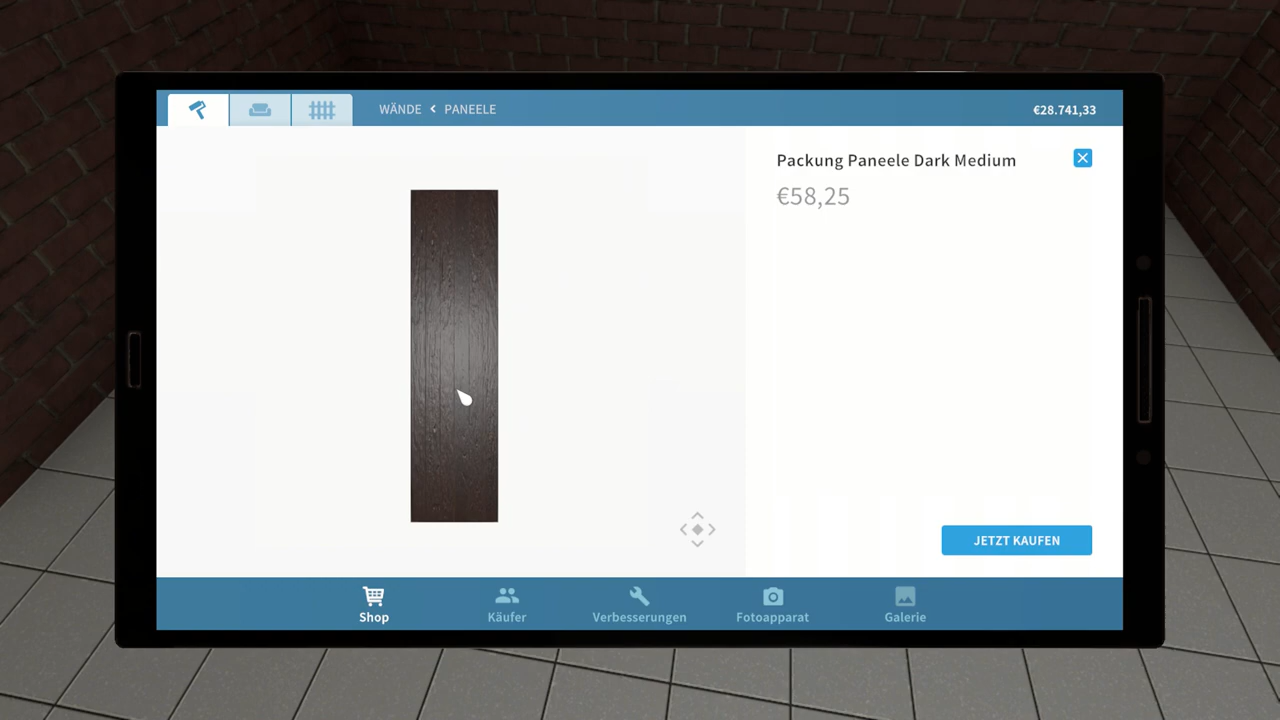 WÄNDE < PANEELE
€28.741,33
Packung Paneele Dark Medium
€58,25
JETZT KAUFEN
Shop
Käufer
Verbesserungen
Fotoapparat
Galerie